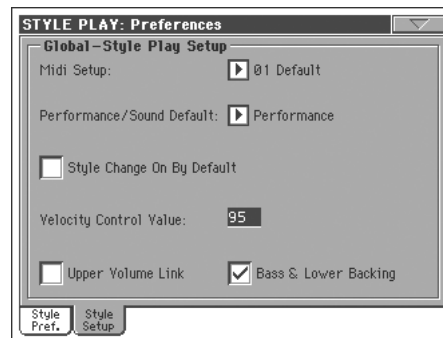 STYLE PLAY: Preferences
Global-Style Play Setup
Midi Setup: 01 Default
Performance/Sound Default: Performance
Style Change On By Default
Velocity Control Value: 95
Upper Volume Link Bass & Lower Backing
Style Pref. Style Setup